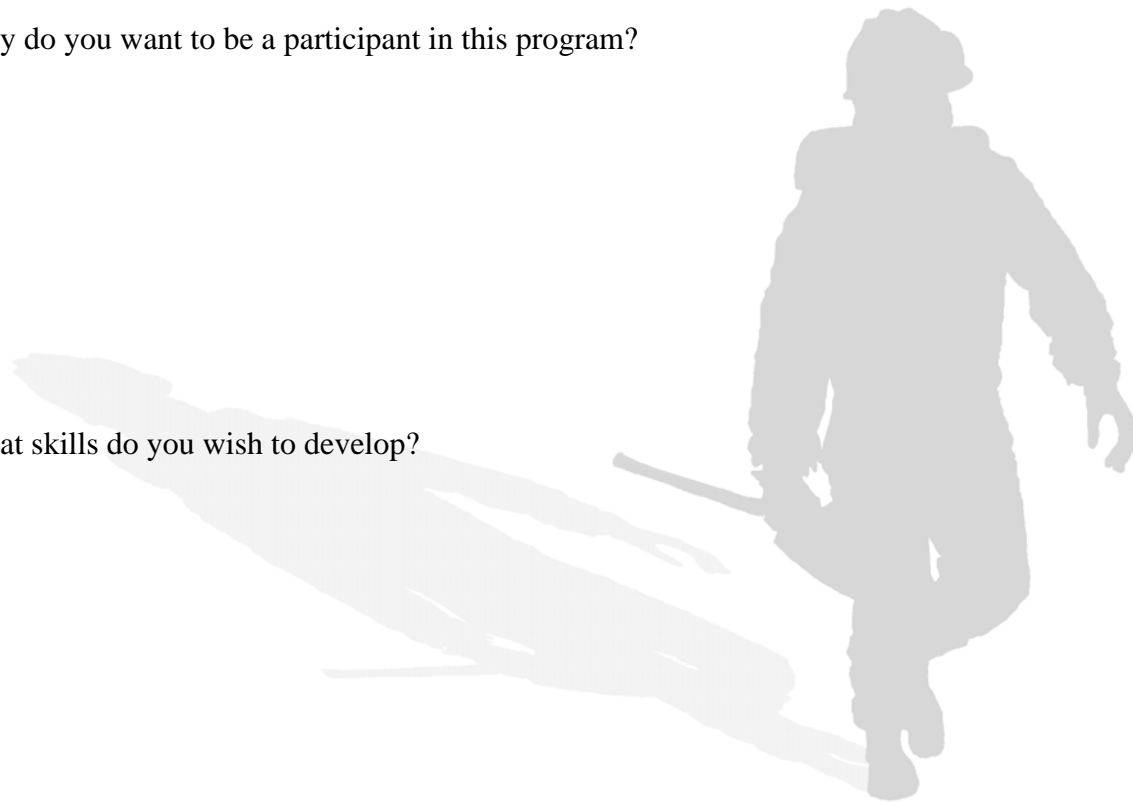 y do you want to be a participant in this program?
at skills do you wish to develop?